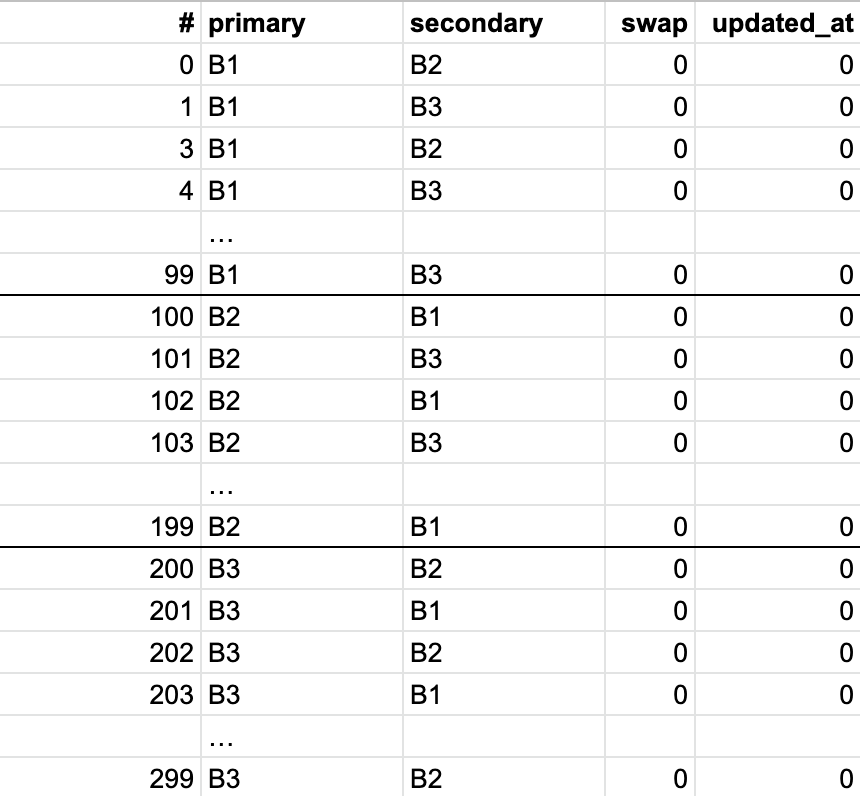 # primary secondary swap updated_at
0 B1 B2 0 0
1 B1 B3 0 0
3 B1 B2 0 0
4 B1 B3 0 0
...
99 B1 B3 0 0
100 B2 B1 0 0
101 B2 B3 0 0
102 B2 B1 0 0
103 B2 B3 0 0
...
199 B2 B1 0 0
200 B3 B2 0 0
201 B3 B1 0 0
202 B3 B2 0 0
203 B3 B1 0 0
...
299 B3 B2 0 0